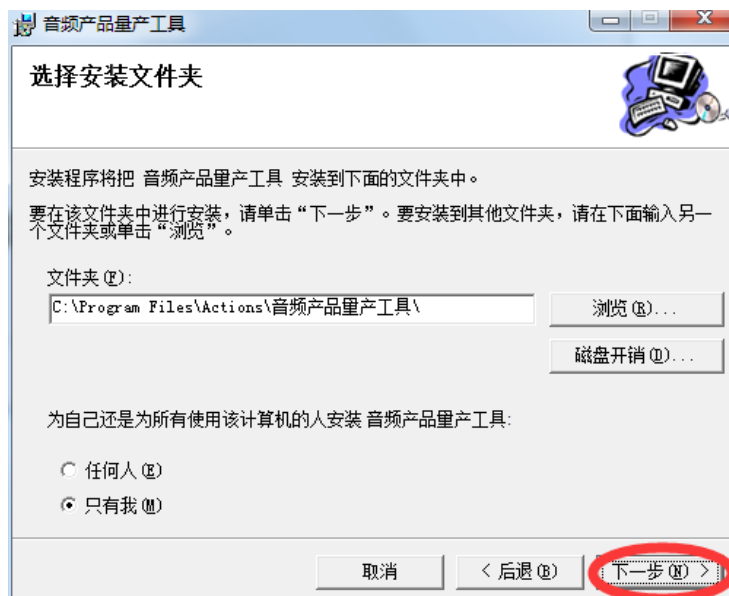 音频产品量产工具
选择安装文件夹
安装程序将把 音频产品量产工具 安装到下面的文件夹中。
要在该文件夹中进行安装，请单击“下一步”。要安装到其他文件夹，请在下面输入另一
个文件夹或单击“浏览”。
文件夹(F):
C:\Program Files\Actions\音频产品量产工具\
浏览(R)...
磁盘开销(D)...
为自己还是为所有使用该计算机的人安装 音频产品量产工具:
任何人(E)
只有我(M)
取消
< 后退(B)
下一步(N) >